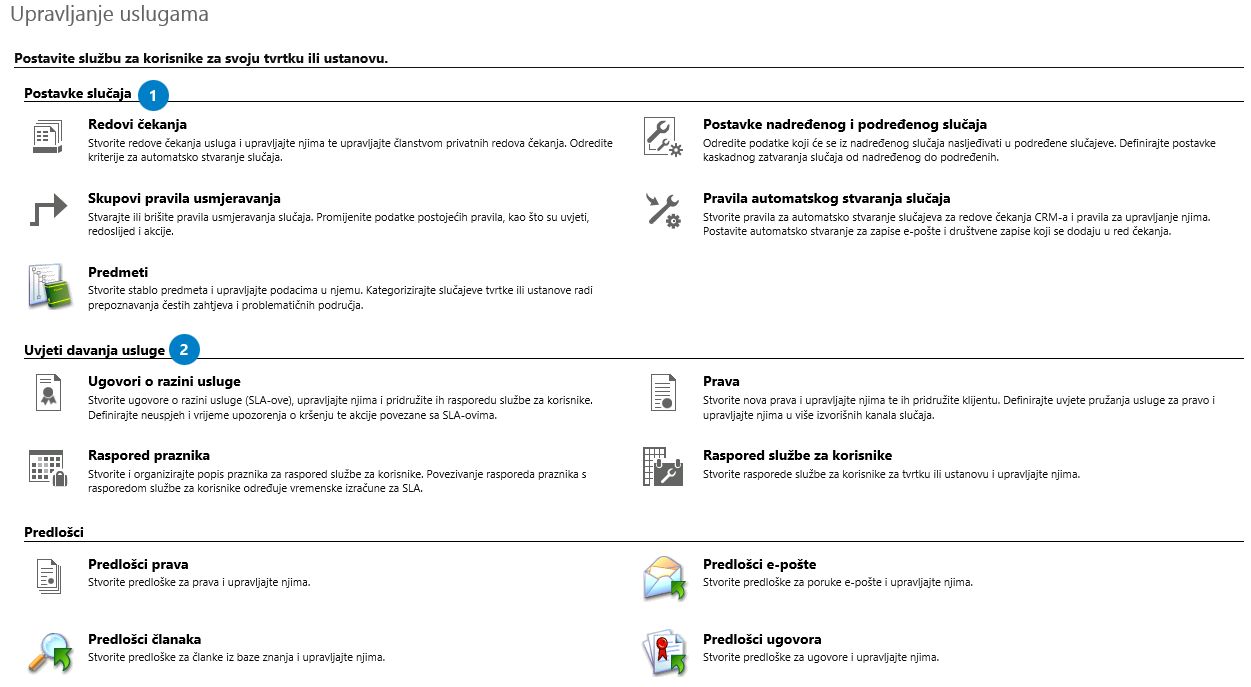 Upravljanje uslugama
Postavite službu za korisnike za svoju tvrtku ili ustanovu.
Postavke slučaja 1
Redovi čekanja
Stvorite redove čekanja usluga i upravljajte njima te upravljajte članstvom privatnih redova čekanja. Odredite
kriterije za automatsko stvaranje slučaja.
Postavke nadređenog i podređenog slučaja
Odredite podatke koji će se iz nadređenog slučaja nasljeđivati u podređene slučajeve. Definirajte postavke
kaskadnog zatvaranja slučaja od nadređenog do podređenih.
Skupovi pravila usmjeravanja
Stvarajte ili brišite pravila usmjeravanja slučaja. Promijenite podatke postojećih pravila, kao što su uvjeti,
redoslijed i akcije.
Pravila automatskog stvaranja slučaja
Stvorite pravila za automatsko stvaranje slučajeva za redove čekanja CRM-a i pravila za upravljanje njima.
Postavite automatsko stvaranje za zapise e-pošte i društvene zapise koji se dodaju u red čekanja.
Predmeti
Stvorite stablo predmeta i upravljajte podacima u njemu. Kategorizirajte slučajeve tvrtke ili ustanove radi
prepoznavanja čestih zahtjeva i problematičnih područja.
Uvjeti davanja usluge 2
Ugovori o razini usluge
Stvorite ugovore o razini usluge (SLA-ove), upravljajte njima i pridružite ih rasporedu službe za korisnike.
Definirajte neuspjeh i vrijeme upozorenja o kršenju te akcije povezane sa SLA-ovima.
Prava
Stvorite nova prava i upravljajte njima te ih pridružite klijentu. Definirajte uvjete pružanja usluge za pravo i
upravljajte njima u više izvorišnih kanala slučaja.
Raspored praznika
Stvorite i organizirajte popis praznika za raspored službe za korisnike. Povezivanje rasporeda praznika s
rasporedom službe za korisnike određuje vremenske izračune za SLA.
Raspored službe za korisnike
Stvorite rasporede službe za korisnike za tvrtku ili ustanovu i upravljajte njima.
Predlošci
Predlošci prava
Stvorite predloške za prava i upravljajte njima.
Predlošci e-pošte
Stvorite predloške za poruke e-pošte i upravljajte njima.
Predlošci članaka
Stvorite predloške za članke iz baze znanja i upravljajte njima.
Predlošci ugovora
Stvorite predloške za ugovore i upravljajte njima.